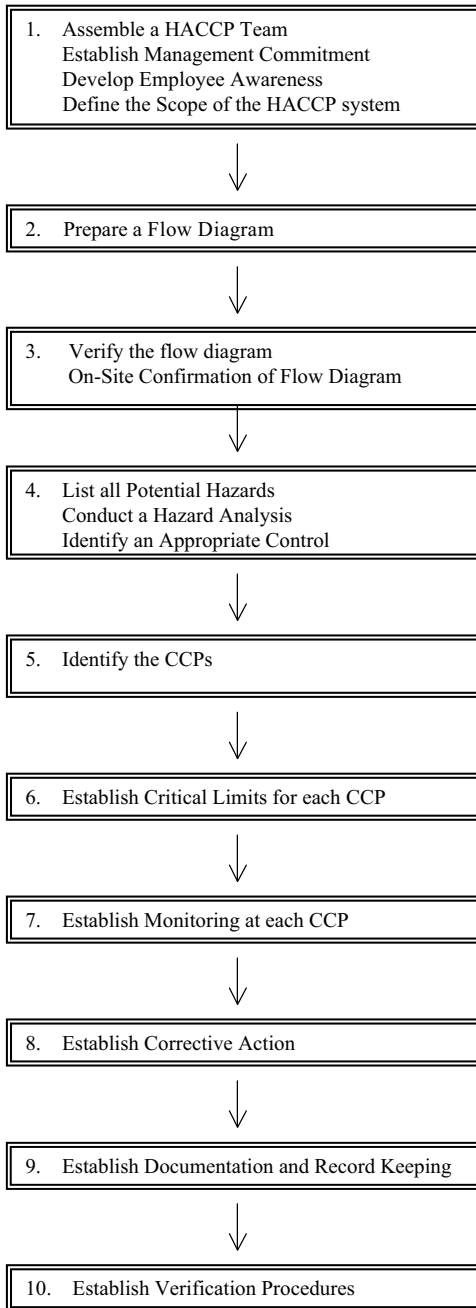 1. Assemble a HACCP Team
Establish Management Commitment
Develop Employee Awareness
Define the Scope of the HACCP system
2. Prepare a Flow Diagram
3. Verify the flow diagram
On-Site Confirmation of Flow Diagram
4. List all Potential Hazards
Conduct a Hazard Analysis
Identify an Appropriate Control
5. Identify the CCPs
6. Establish Critical Limits for each CCP
7. Establish Monitoring at each CCP
8. Establish Corrective Action
9. Establish Documentation and Record Keeping
10. Establish Verification Procedures